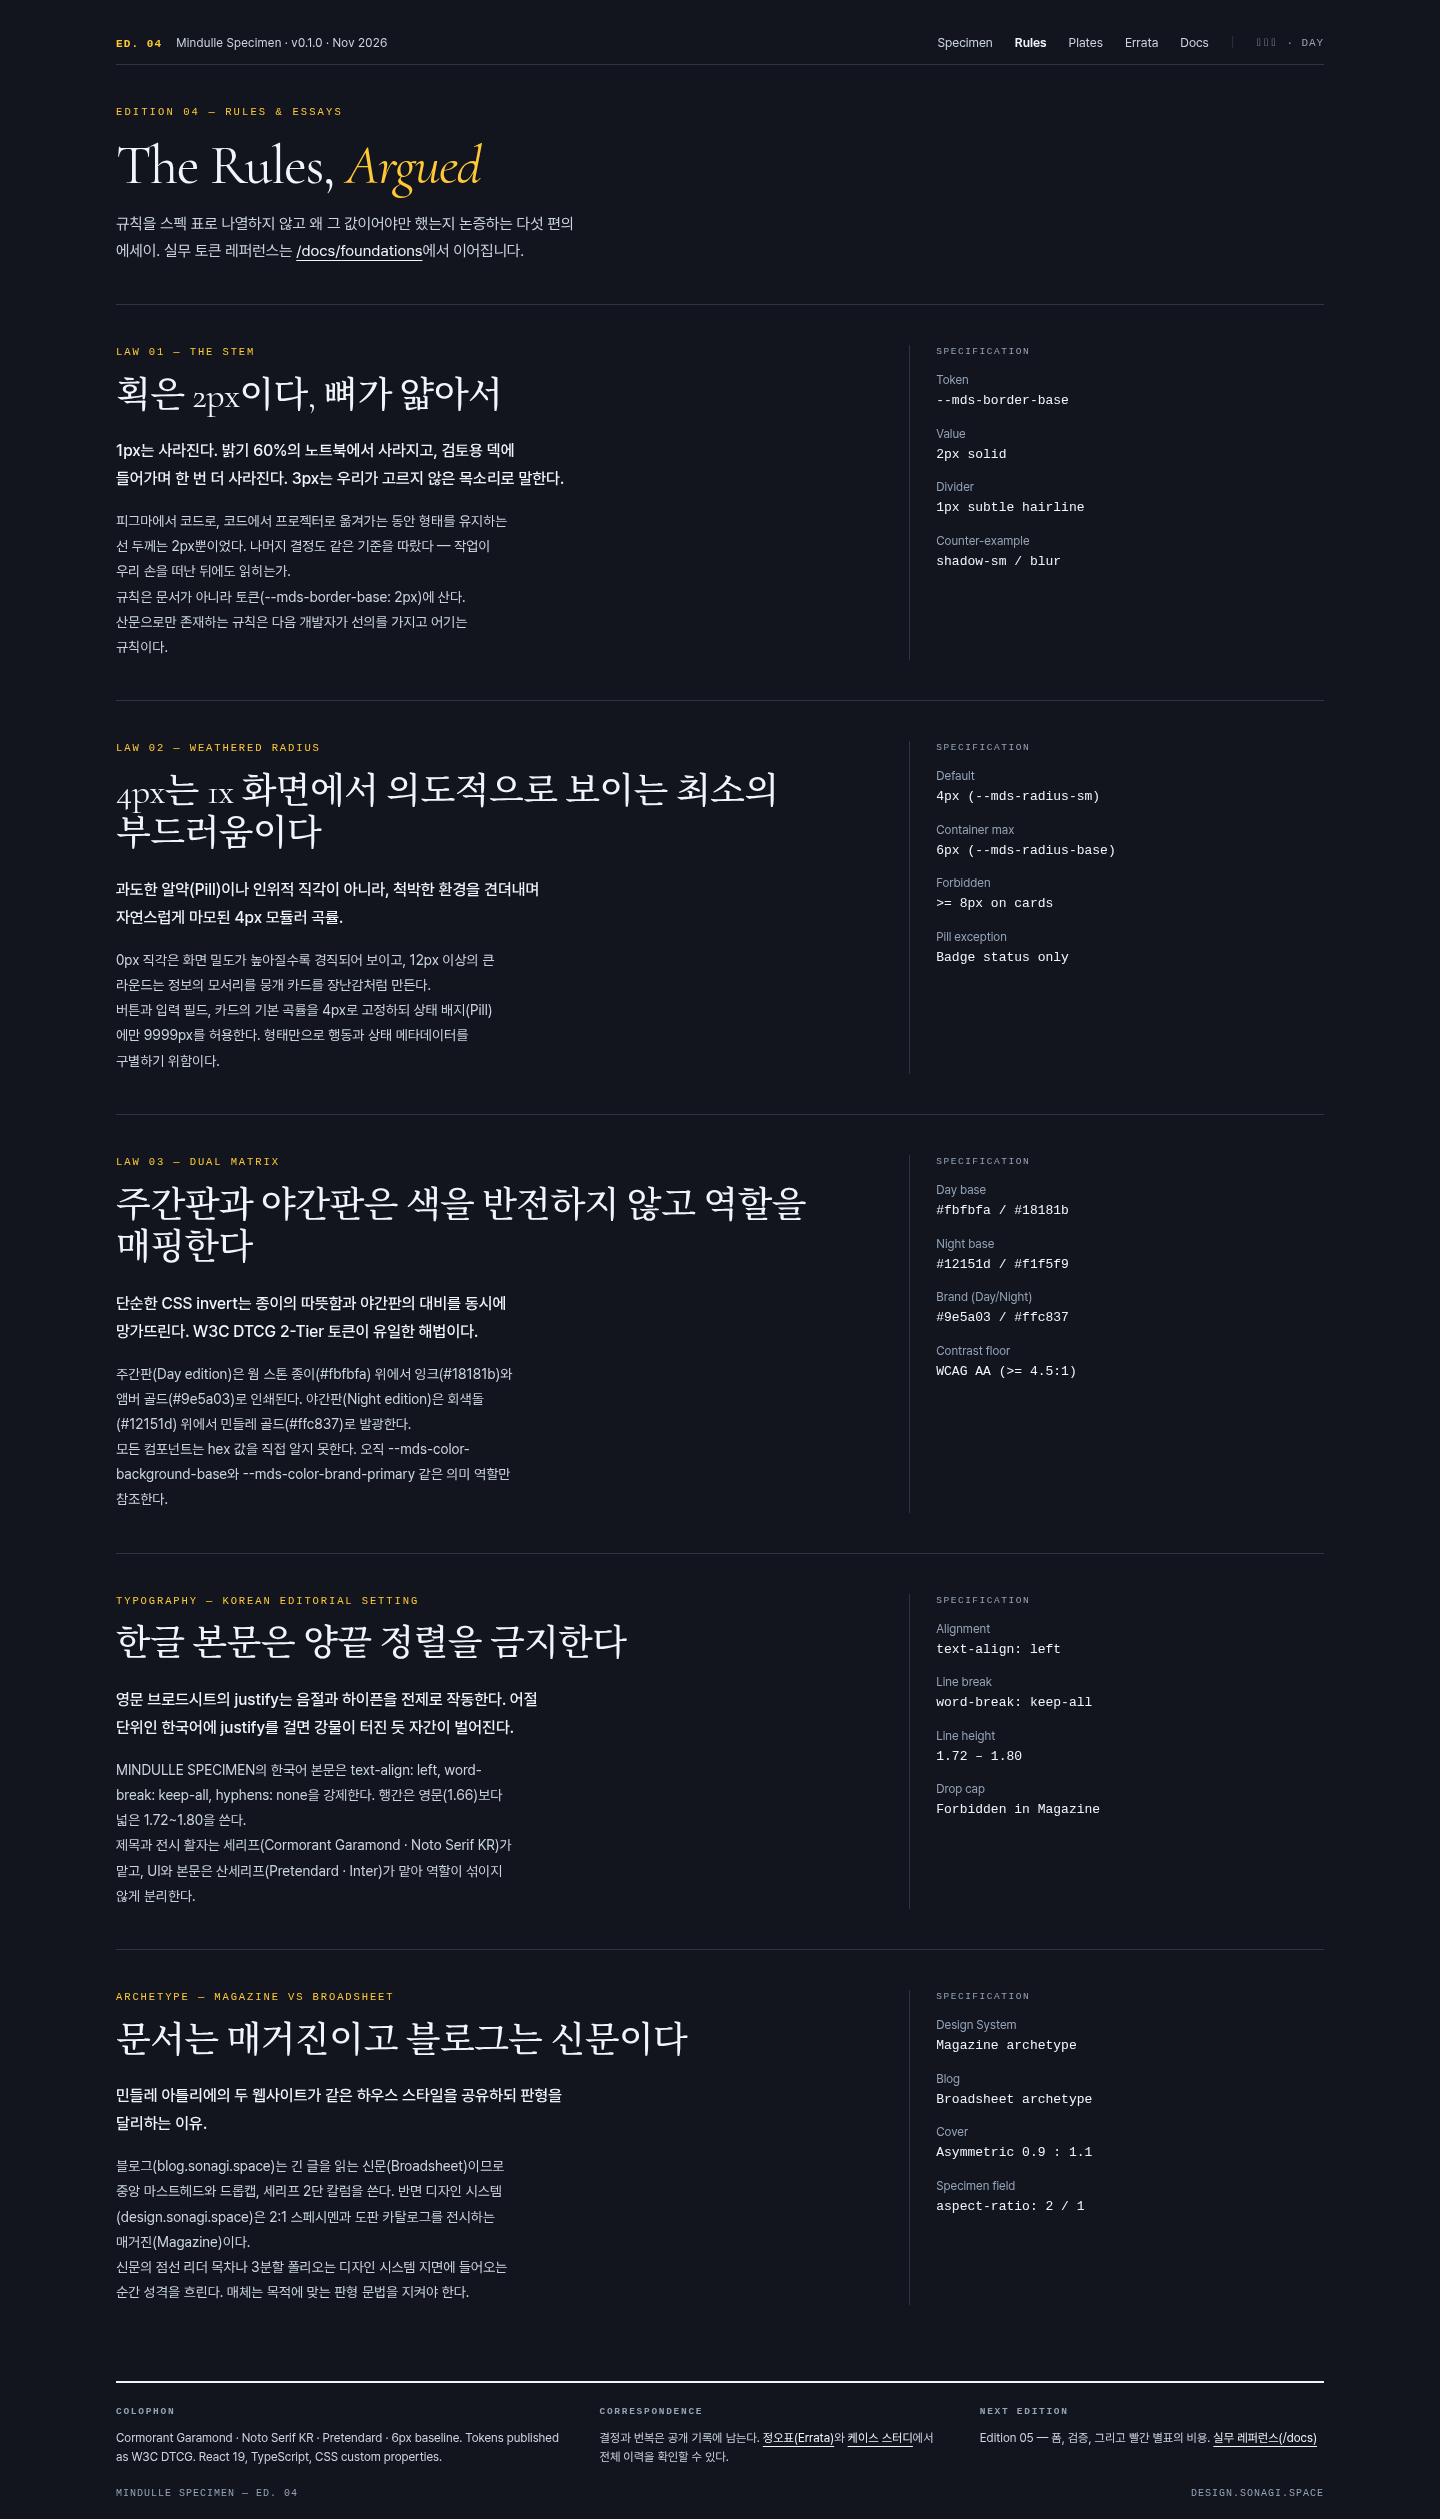 ED. 04 Mindulle Specimen · v0.1.0 · Nov 2026
Specimen Rules Plates Errata Docs · DAY
EDITION 04 — RULES & ESSAYS
The Rules, Argued
규칙을 스펙 표로 나열하지 않고 왜 그 값이어야만 했는지 논증하는 다섯 편의
에세이. 실무 토큰 레퍼런스는 /docs/foundations에서 이어집니다.
LAW 01 — THE STEM
획은 2px이다, 뼈가 얇아서
1px는 사라진다. 밝기 60%의 노트북에서 사라지고, 검토용 덱에
들어가며 한 번 더 사라진다. 3px는 우리가 고르지 않은 목소리로 말한다.
피그마에서 코드로, 코드에서 프로젝터로 옮겨가는 동안 형태를 유지하는
선 두께는 2px뿐이었다. 나머지 결정도 같은 기준을 따랐다 — 작업이
우리 손을 떠난 뒤에도 읽히는가.
규칙은 문서가 아니라 토큰(--mds-border-base: 2px)에 산다.
산문으로만 존재하는 규칙은 다음 개발자가 선의를 가지고 어기는
규칙이다.
SPECIFICATION
Token
--mds-border-base
Value
2px solid
Divider
1px subtle hairline
Counter-example
shadow-sm / blur
LAW 02 — WEATHERED RADIUS
4px는 1x 화면에서 의도적으로 보이는 최소의
부드러움이다
과도한 알약(Pill)이나 인위적 직각이 아니라, 척박한 환경을 견뎌내며
자연스럽게 마모된 4px 모듈러 곡률.
0px 직각은 화면 밀도가 높아질수록 경직되어 보이고, 12px 이상의 큰
라운드는 정보의 모서리를 뭉개 카드를 장난감처럼 만든다.
버튼과 입력 필드, 카드의 기본 곡률을 4px로 고정하되 상태 배지(Pill)
에만 9999px를 허용한다. 형태만으로 행동과 상태 메타데이터를
구별하기 위함이다.
SPECIFICATION
Default
4px (--mds-radius-sm)
Container max
6px (--mds-radius-base)
Forbidden
>= 8px on cards
Pill exception
Badge status only
LAW 03 — DUAL MATRIX
주간판과 야간판은 색을 반전하지 않고 역할을
매핑한다
단순한 CSS invert는 종이의 따뜻함과 야간판의 대비를 동시에
망가뜨린다. W3C DTCG 2-Tier 토큰이 유일한 해법이다.
주간판(Day edition)은 웜 스톤 종이(#fbfbfa) 위에서 잉크(#18181b)와
앰버 골드(#9e5a03)로 인쇄된다. 야간판(Night edition)은 회색돌
(#12151d) 위에서 민들레 골드(#ffc837)로 발광한다.
모든 컴포넌트는 hex 값을 직접 알지 못한다. 오직 --mds-color-
background-base와 --mds-color-brand-primary 같은 의미 역할만
참조한다.
SPECIFICATION
Day base
#fbfbfa / #18181b
Night base
#12151d / #f1f5f9
Brand (Day/Night)
#9e5a03 / #ffc837
Contrast floor
WCAG AA (>= 4.5:1)
TYPOGRAPHY — KOREAN EDITORIAL SETTING
한글 본문은 양끝 정렬을 금지한다
영문 브로드시트의 justify는 음절과 하이픈을 전제로 작동한다. 어절
단위인 한국어에 justify를 걸면 강물이 터진 듯 자간이 벌어진다.
MINDULLE SPECIMEN의 한국어 본문은 text-align: left, word-
break: keep-all, hyphens: none을 강제한다. 행간은 영문(1.66)보다
넓은 1.72~1.80을 쓴다.
제목과 전시 활자는 세리프(Cormorant Garamond · Noto Serif KR)가
맡고, UI와 본문은 산세리프(Pretendard · Inter)가 맡아 역할이 섞이지
않게 분리한다.
SPECIFICATION
Alignment
text-align: left
Line break
word-break: keep-all
Line height
1.72 – 1.80
Drop cap
Forbidden in Magazine
ARCHETYPE — MAGAZINE VS BROADSHEET
문서는 매거진이고 블로그는 신문이다
민들레 아틀리에의 두 웹사이트가 같은 하우스 스타일을 공유하되 판형을
달리하는 이유.
블로그(blog.sonagi.space)는 긴 글을 읽는 신문(Broadsheet)이므로
중앙 마스트헤드와 드롭캡, 세리프 2단 칼럼을 쓴다. 반면 디자인 시스템
(design.sonagi.space)은 2:1 스페시멘과 도판 카탈로그를 전시하는
매거진(Magazine)이다.
신문의 점선 리더 목차나 3분할 폴리오는 디자인 시스템 지면에 들어오는
순간 성격을 흐린다. 매체는 목적에 맞는 판형 문법을 지켜야 한다.
SPECIFICATION
Design System
Magazine archetype
Blog
Broadsheet archetype
Cover
Asymmetric 0.9 : 1.1
Specimen field
aspect-ratio: 2 / 1
COLOPHON
Cormorant Garamond · Noto Serif KR · Pretendard · 6px baseline. Tokens published
as W3C DTCG. React 19, TypeScript, CSS custom properties.
CORRESPONDENCE
결정과 번복은 공개 기록에 남는다. 정오표(Errata)와 케이스 스터디에서
전체 이력을 확인할 수 있다.
NEXT EDITION
Edition 05 — 폼, 검증, 그리고 빨간 별표의 비용. 실무 레퍼런스(/docs)
MINDULLE SPECIMEN — ED. 04
DESIGN.SONAGI.SPACE